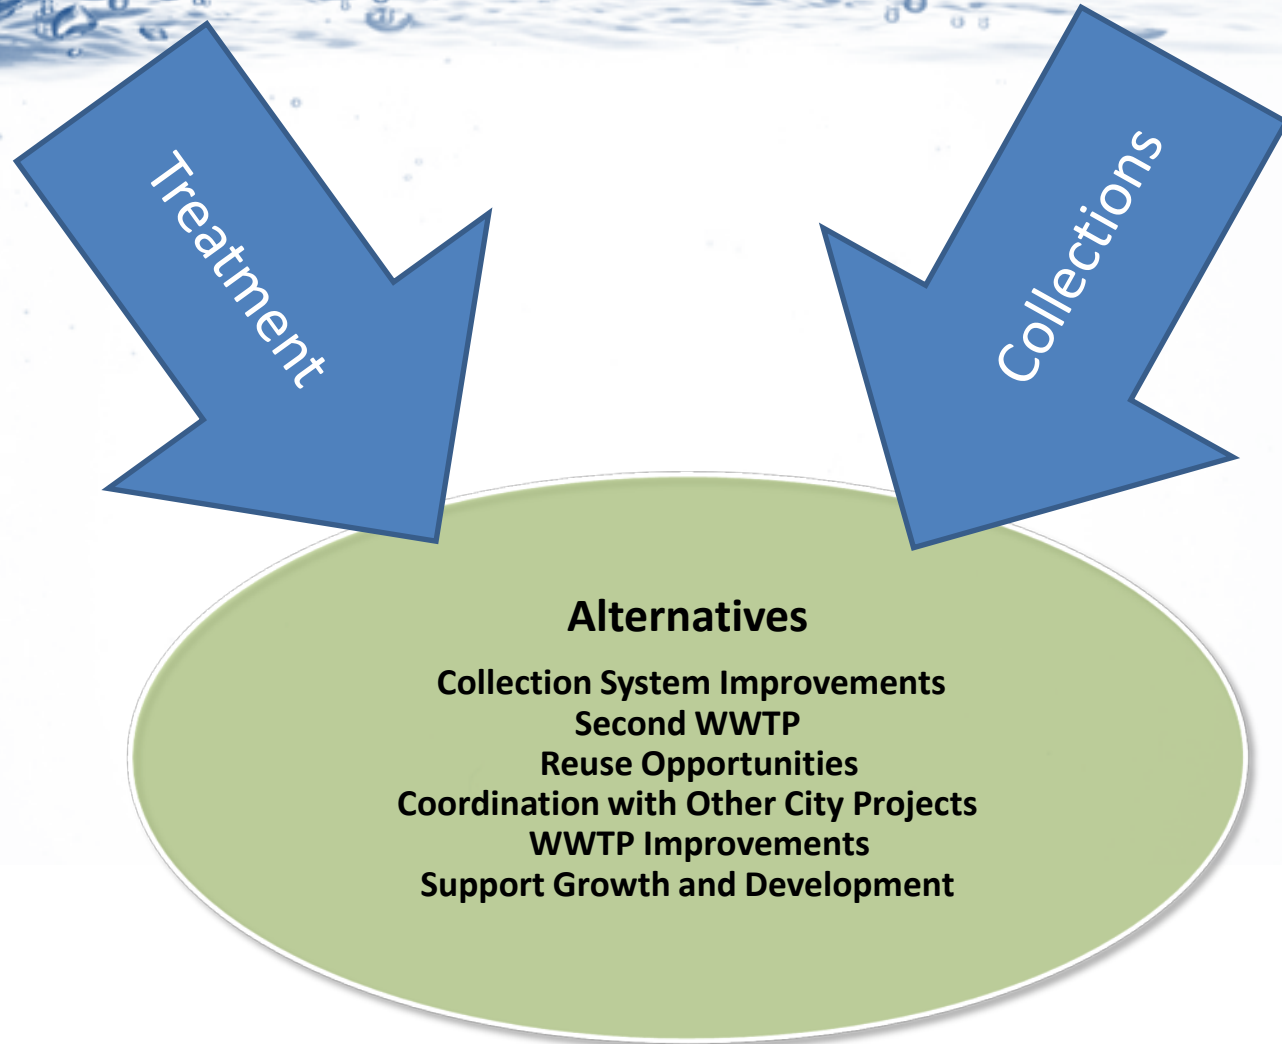 Treatment
Collections
Alternatives
Collection System Improvements
Second WWTP
Reuse Opportunities
Coordination with Other City Projects
WWTP Improvements
Support Growth and Development